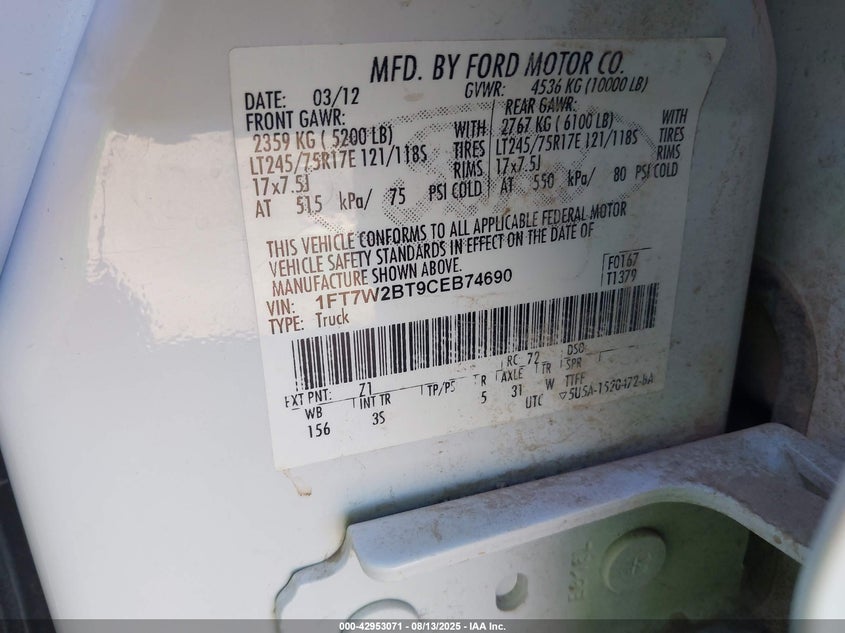 MFD. BY FORD MOTOR CO.
DATE: 03/12 GVWR: 4536 KG (10000 LB)
FRONT GAWR: REAR GAWR:
2359 KG ( 5200 LB) WITH 2767 KG ( 6100 LB) WITH
LT245/75R17E 121/118S TIRES LT245/75R17E 121/118S TIRES
17x7.5J RIMS 17x7.5J RIMS
AT 515 kPa/ 75 PSI COLD AT 550 kPa/ 80 PSI COLD
THIS VEHICLE CONFORMS TO ALL APPLICABLE FEDERAL MOTOR
VEHICLE SAFETY STANDARDS IN EFFECT ON THE DATE OF
MANUFACTURE SHOWN ABOVE.
VIN: 1FT7W2BT9CEB74690 F0167
TYPE: Truck T1379
EXT PNT: Z1 RC: 72 DSO:
WB INT TR TP/PS R AXLE TR SPR
156 3S 5 31 W TTFF
UTC ▽5U5A-1520472-BA
000-42953071 - 08/13/2025 - IAA Inc.